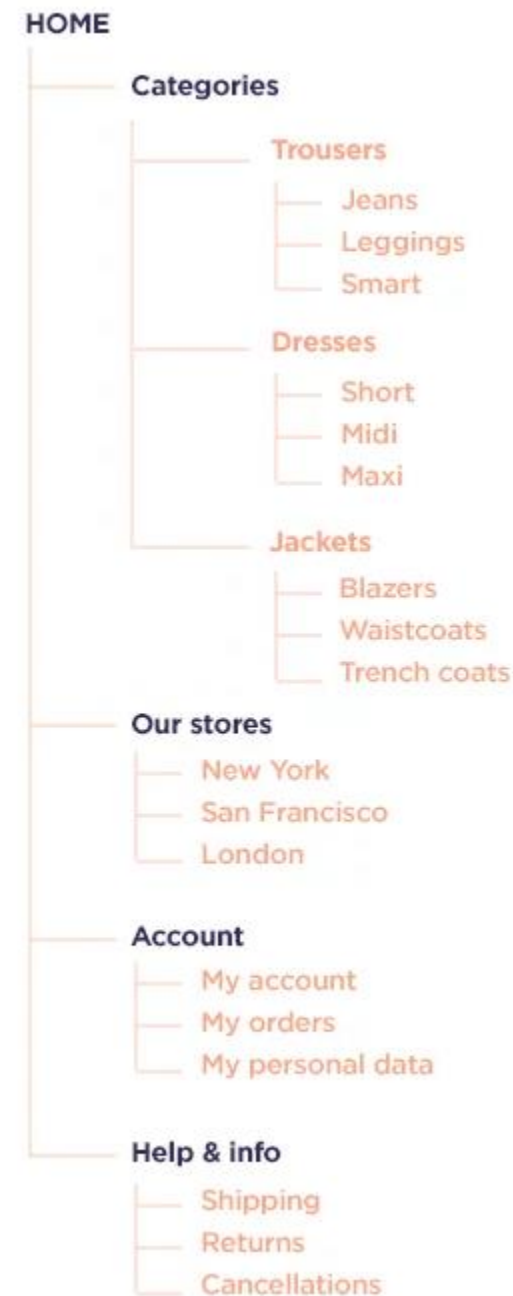 HOME
Categories
Trousers
Jeans
Leggings
Smart
Dresses
Short
Midi
Maxi
Jackets
Blazers
Waistcoats
Trench coats
Our stores
New York
San Francisco
London
Account
My account
My orders
My personal data
Help & info
Shipping
Returns
Cancellations